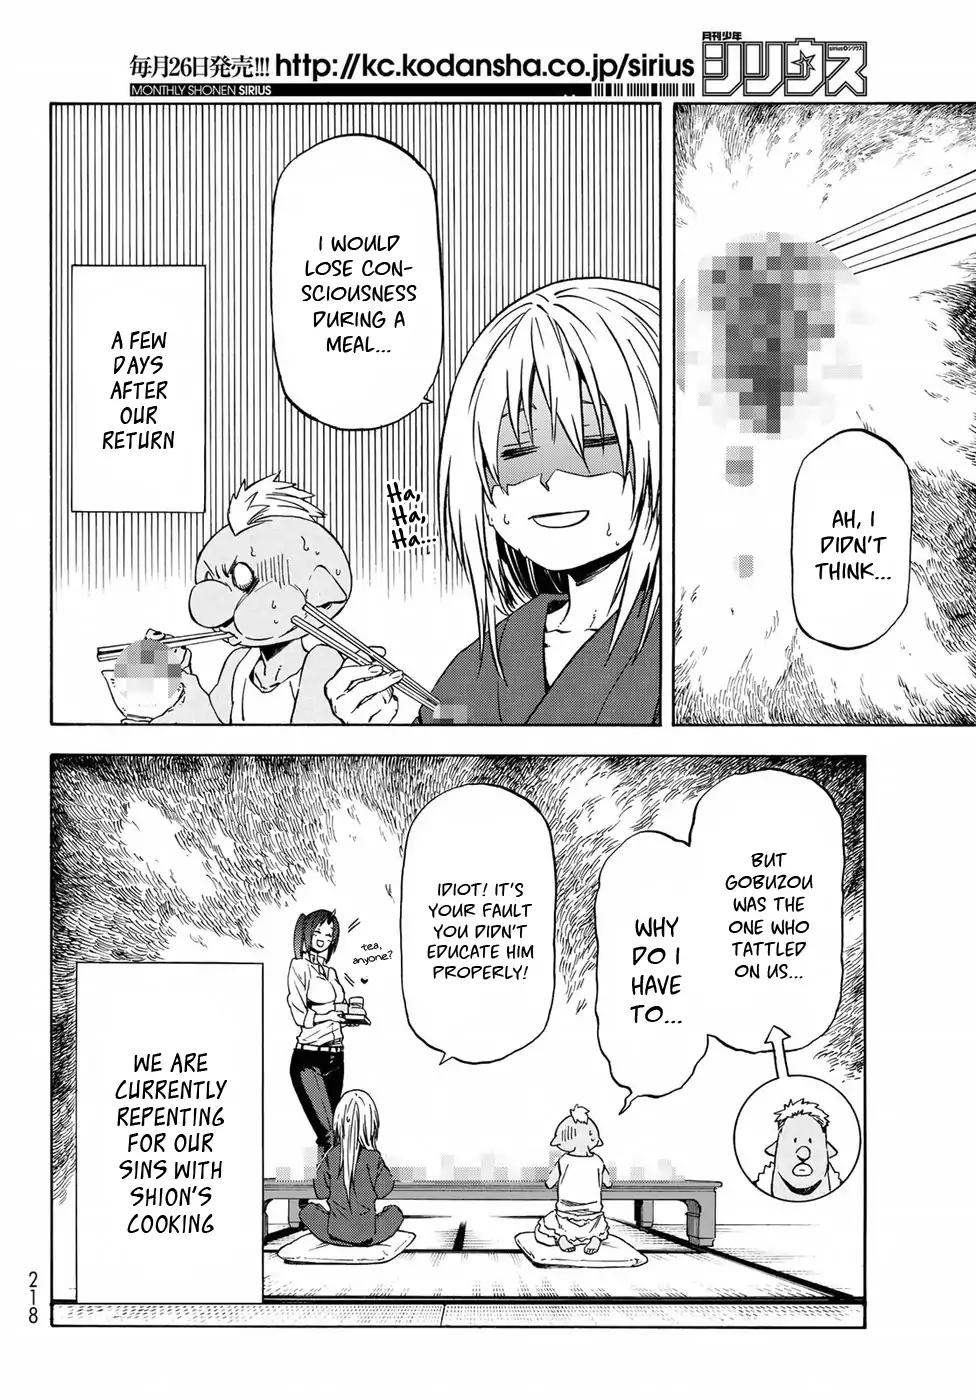 毎月26日発売!!! http://kc.kodansha.co.jp/sirius
MONTHLY SHONEN SIRIUS
月刊少年
シリウス
AH, I
DIDN'T
THINK...
I WOULD
LOSE CON-
SCIOUSNESS
DURING A
MEAL...
Ha,
Ha,
Ha...
A FEW
DAYS
AFTER
OUR
RETURN
BUT
GOBUZOU
WAS THE
ONE WHO
TATTLED
ON US...
WHY
DO I
HAVE
TO...
IDIOT! IT'S
YOUR FAULT
YOU DIDN'T
EDUCATE HIM
PROPERLY!
tea,
anyone?
WE ARE
CURRENTLY
REPENTING
FOR OUR
SINS WITH
SHION'S
COOKING
218